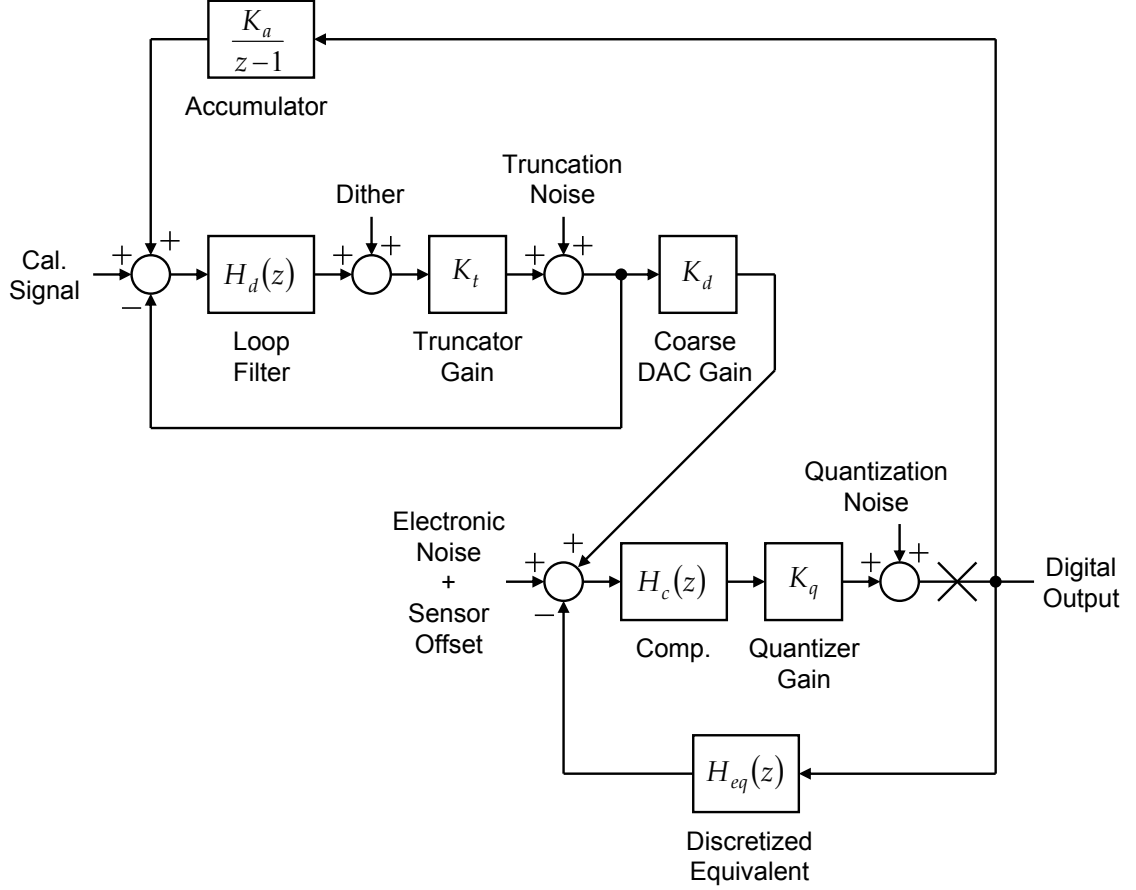 K_a
z−1
Accumulator
Truncation
Noise
Dither
+
+
+
+
+
+
Cal.
Signal
−
H_d(z)
K_t
K_d
Loop
Filter
Truncator
Gain
Coarse
DAC Gain
Quantization
Noise
Electronic
Noise
+
Sensor
Offset
+
+
−
H_c(z)
K_q
+
+
Digital
Output
Comp.
Quantizer
Gain
H_eq(z)
Discretized
Equivalent